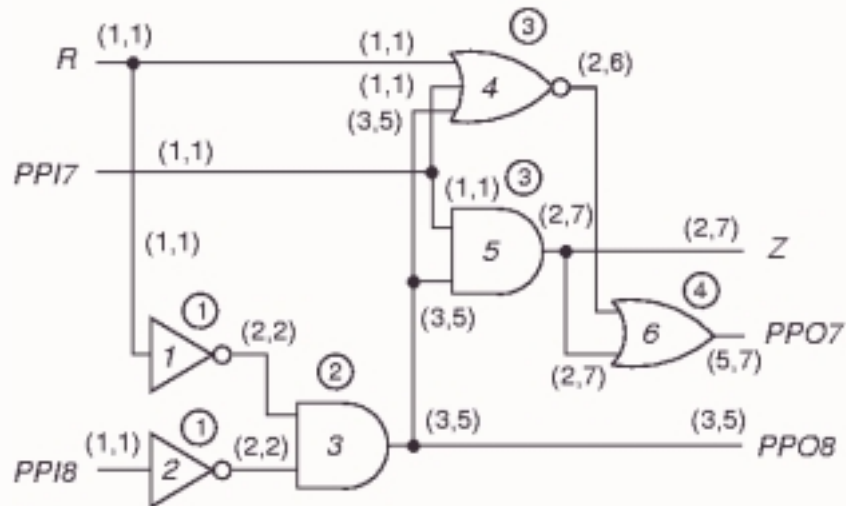 (1,1) R
(1,1) 3
(1,1) 4 (2,6)
(3,5)
PPI7 (1,1)
(1,1) 3
(1,1) 5 (2,7) (2,7) Z
(3,5) 4
1 (2,2) 6 PPO7
1 2 (2,7) (5,7)
(1,1) 1 3 (3,5) (3,5)
PPI8 2 (2,2) PPO8